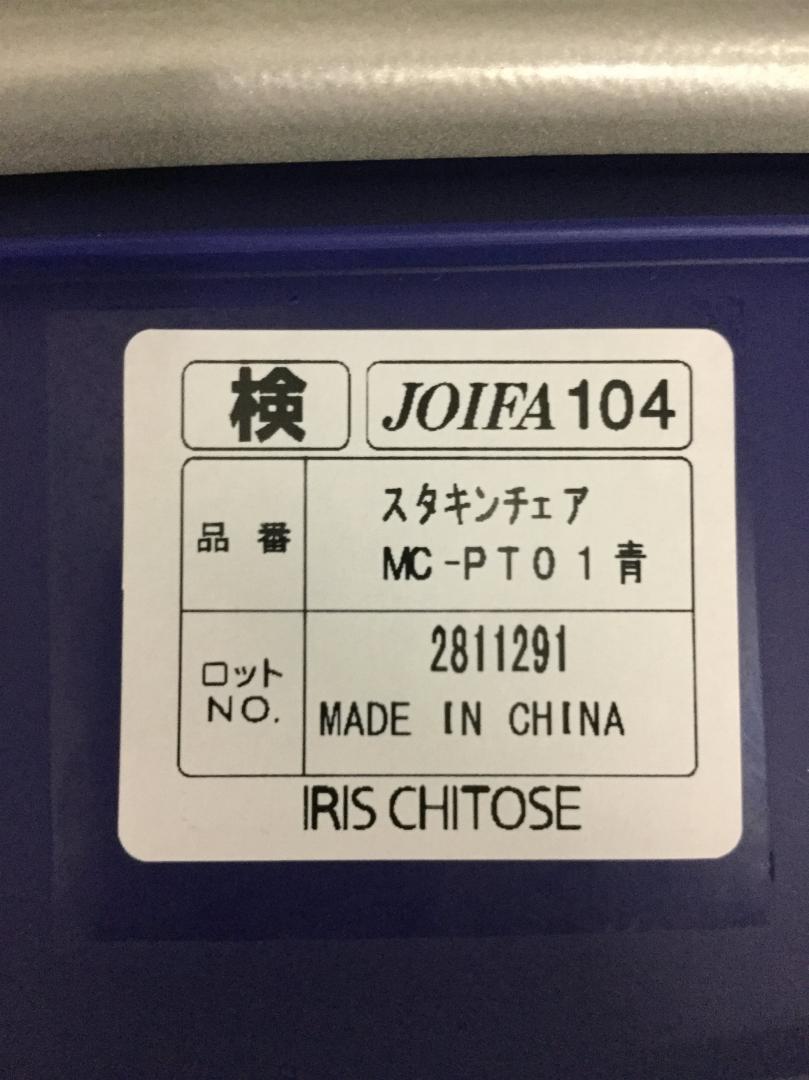 検 JOIFA 104
品番 スタキンチェア
MC-PT01青
ロット 2811291
NO. MADE IN CHINA
IRIS CHITOSE